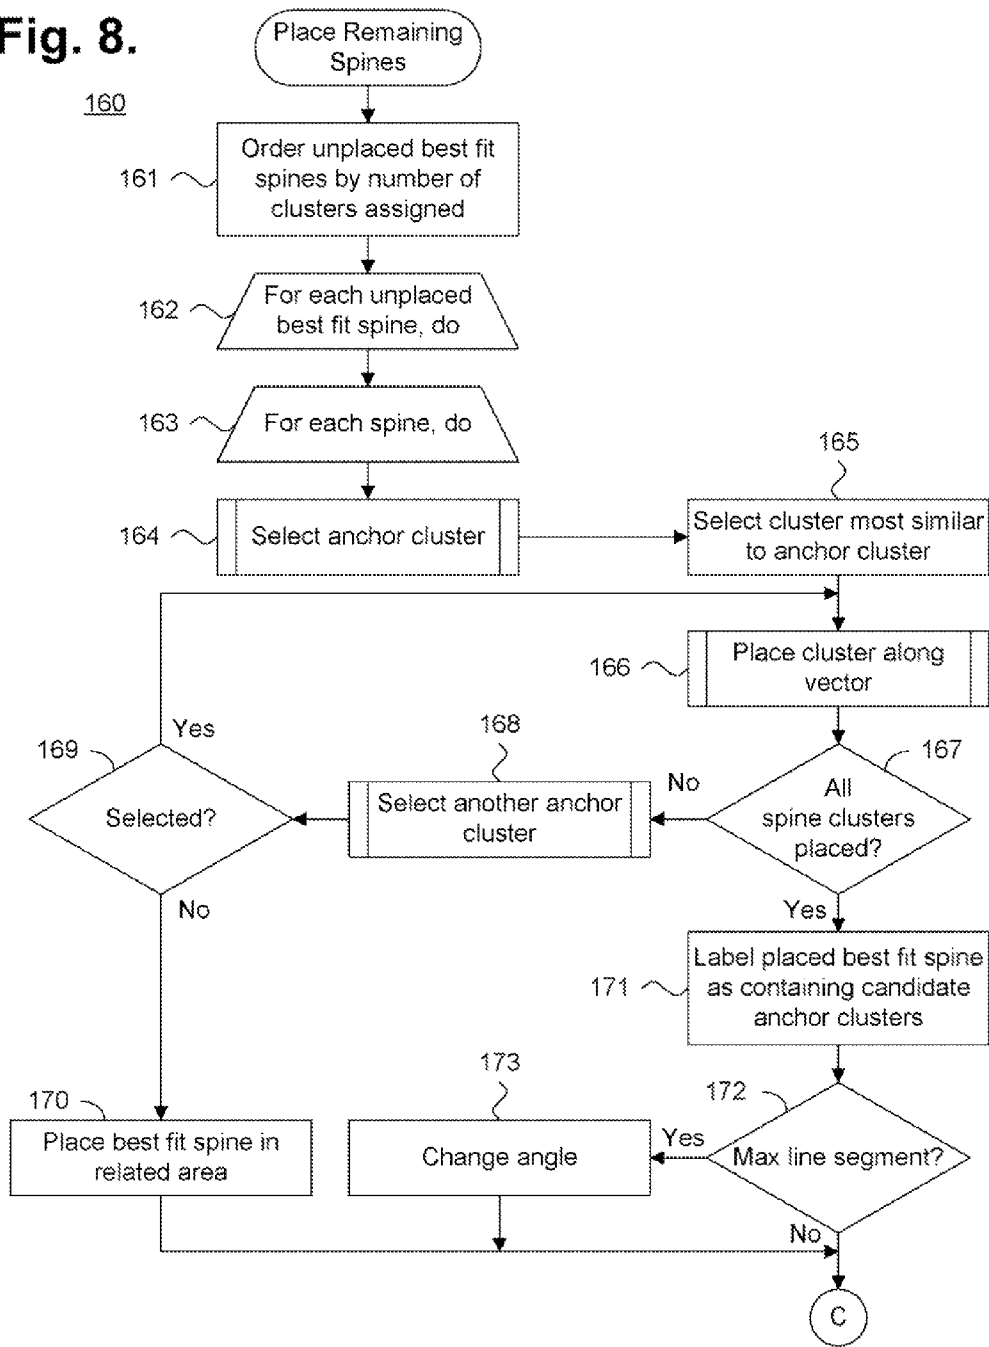 Fig. 8.
160
Place Remaining
Spines
161
Order unplaced best fit
spines by number of
clusters assigned
162
For each unplaced
best fit spine, do
163
For each spine, do
164
Select anchor cluster
165
Select cluster most similar
to anchor cluster
166
Place cluster along
vector
167
All
spine clusters
placed?
No
168
Select another anchor
cluster
169
Selected?
Yes
No
170
Place best fit spine in
related area
Yes
171
Label placed best fit spine
as containing candidate
anchor clusters
172
Max line segment?
Yes
173
Change angle
No
C